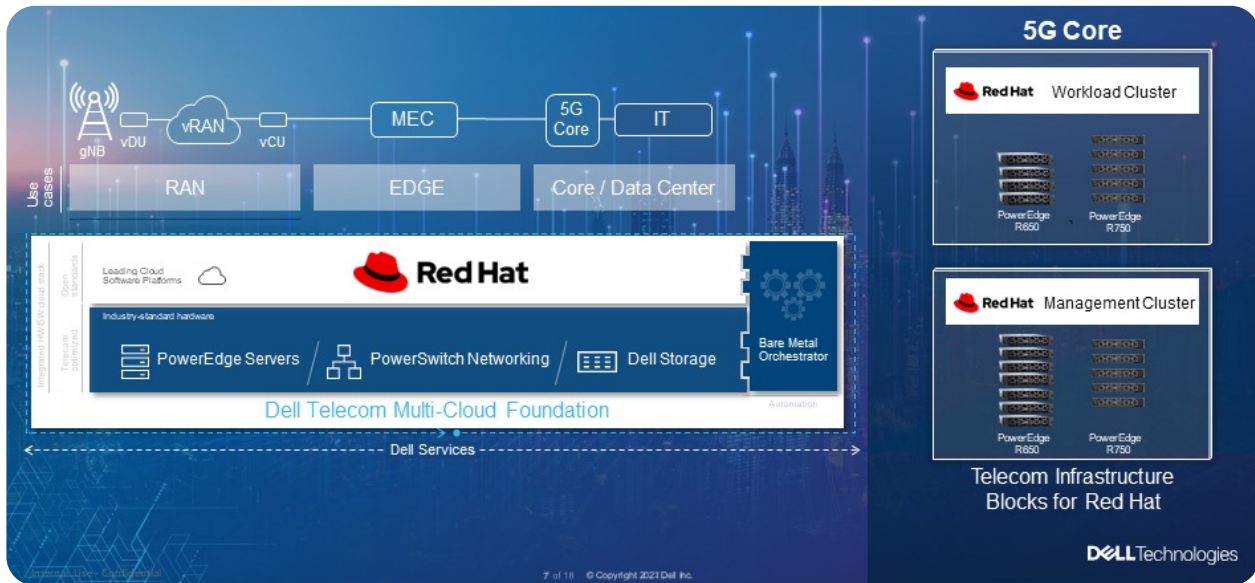 5G Core
Red Hat Workload Cluster
PowerEdge
R650
PowerEdge
R750
Red Hat Management Cluster
PowerEdge
R650
PowerEdge
R750
Telecom Infrastructure
Blocks for Red Hat
DELLTechnologies
gNB
vDU
vRAN
vCU
MEC
5G
Core
IT
Use
cases
RAN
EDGE
Core / Data Center
Integrated HW/SW cloud stack
Open
standards
Telecom
optimized
Leading Cloud
Software Platforms
Red Hat
Industry-standard hardware
PowerEdge Servers
PowerSwitch Networking
Dell Storage
Bare Metal
Orchestrator
Automation
Dell Telecom Multi-Cloud Foundation
Dell Services
Internal Use - Confidential
7 of 18 © Copyright 2023 Dell Inc.